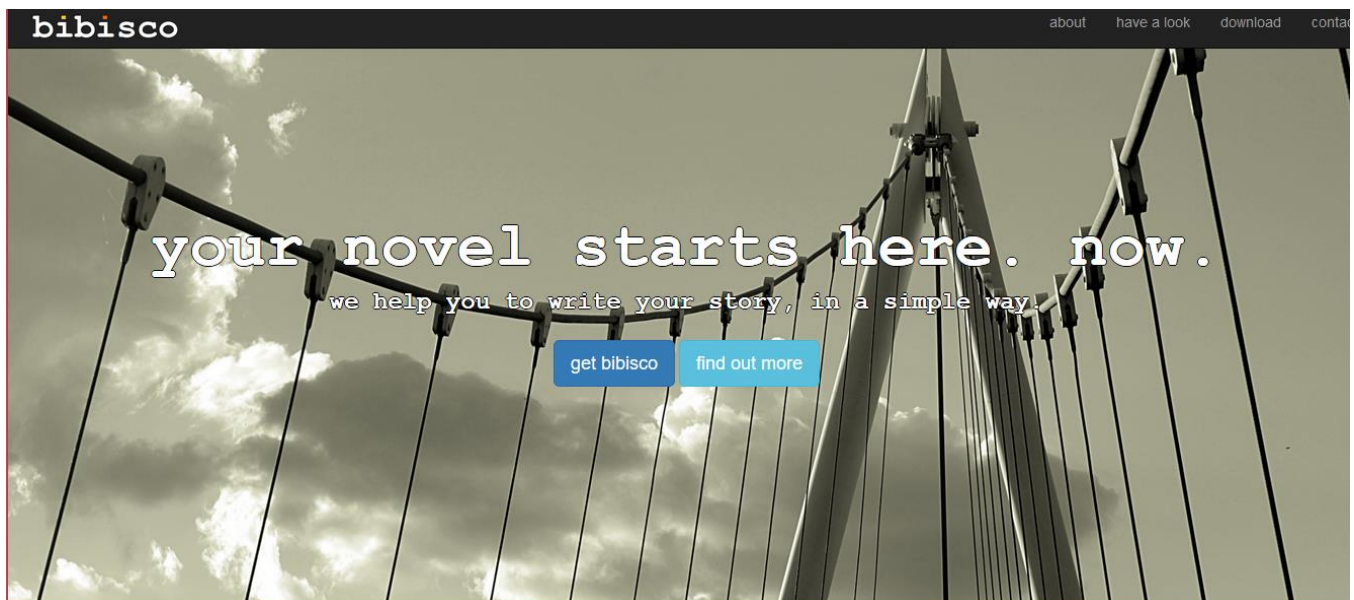 bibisco
about have a look download contac
your novel starts here. now.
we help you to write your story, in a simple way.
get bibisco find out more